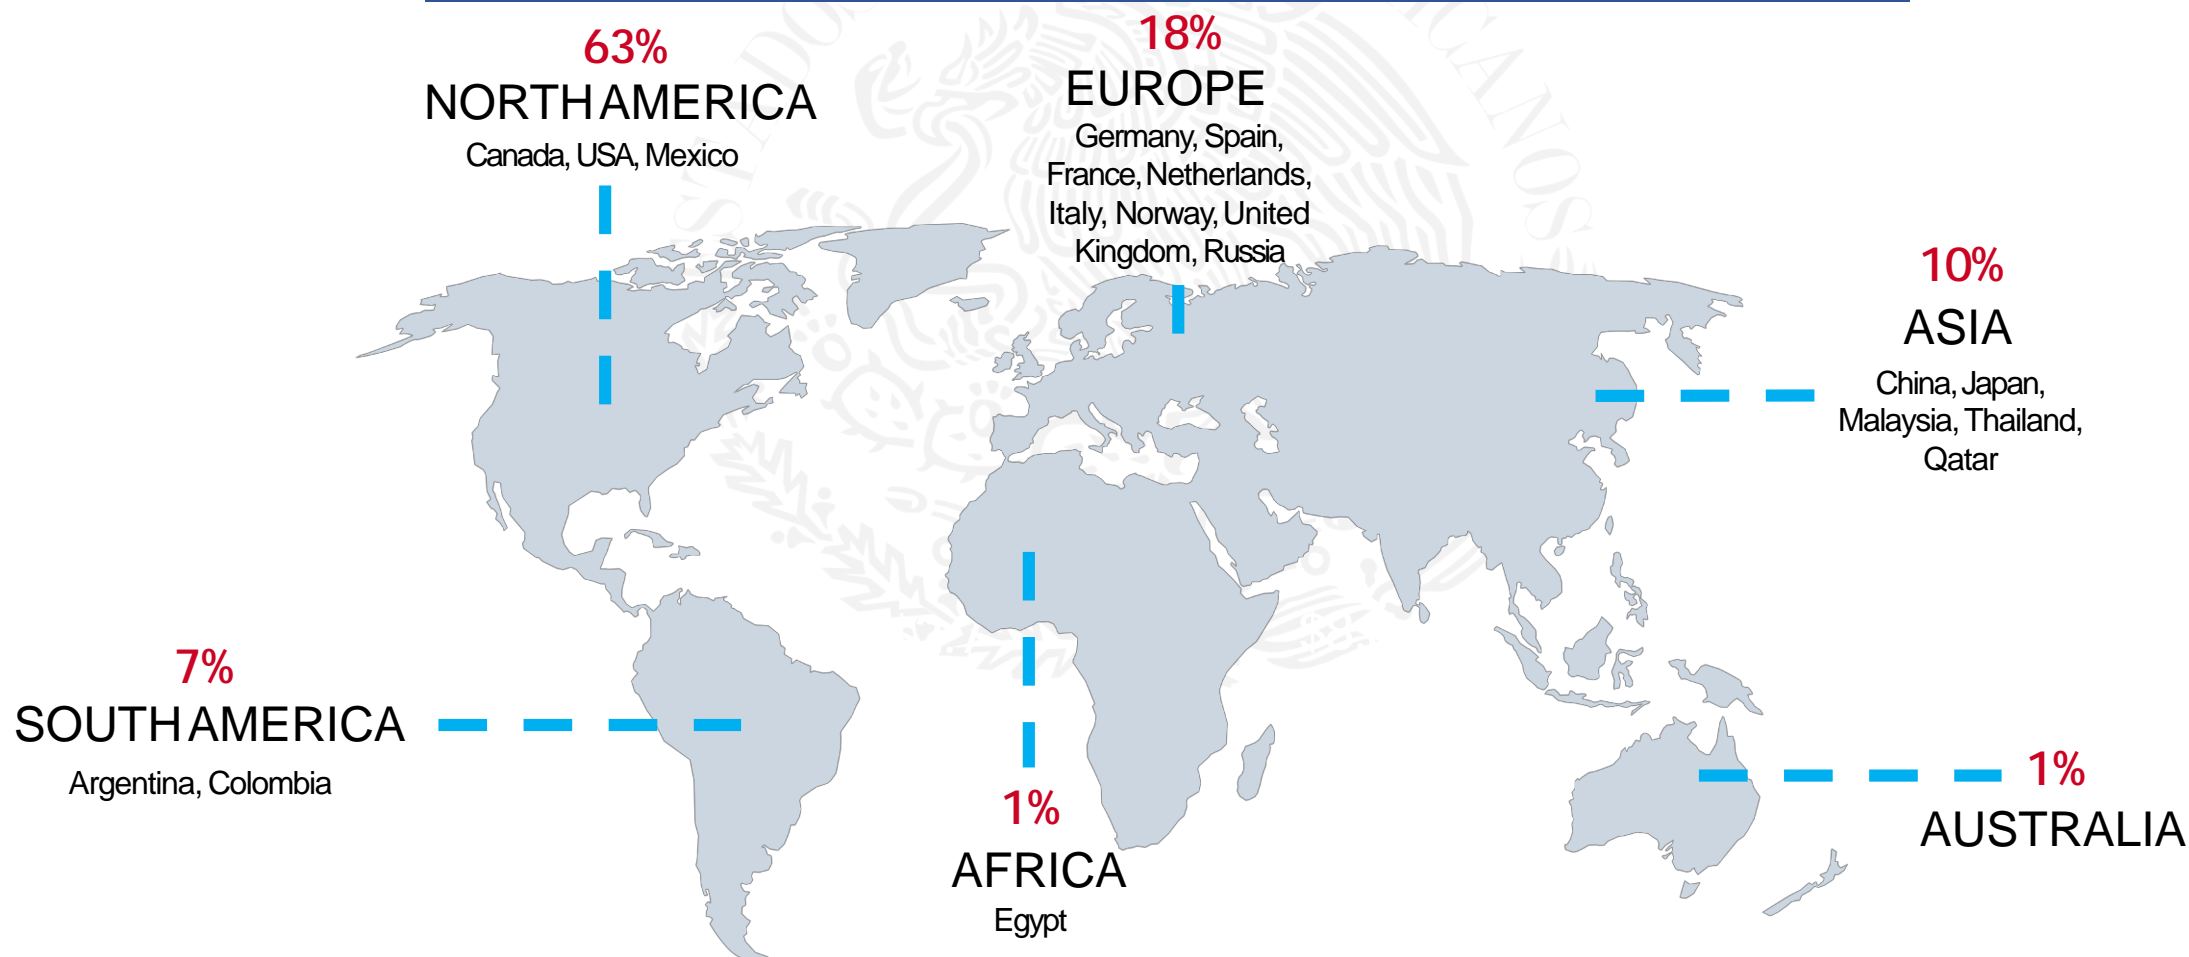 63%
NORTH AMERICA
Canada, USA, Mexico
18%
EUROPE
Germany, Spain,
France, Netherlands,
Italy, Norway, United
Kingdom, Russia
10%
ASIA
China, Japan,
Malaysia, Thailand,
Qatar
7%
SOUTH AMERICA
Argentina, Colombia
1%
AFRICA
Egypt
1%
AUSTRALIA